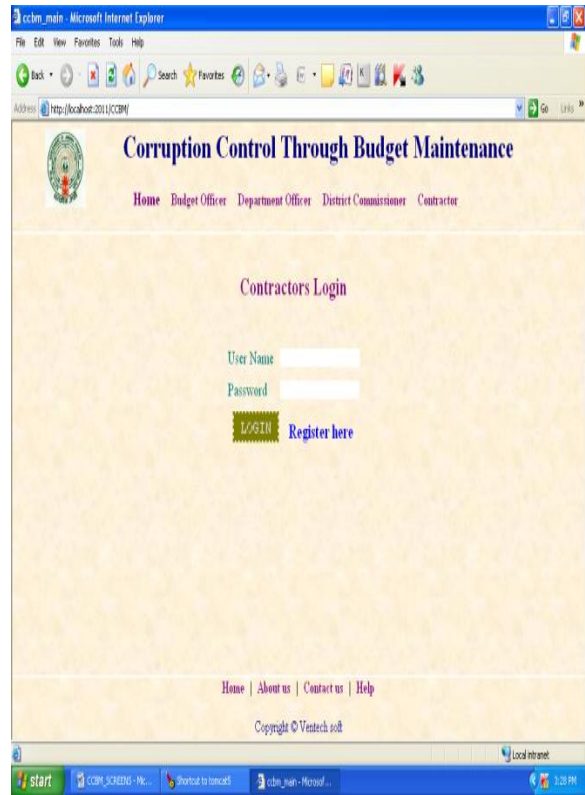 ccbm_main - Microsoft Internet Explorer
File Edit View Favorites Tools Help
Back Search Favorites
Address http://localhost:2011/CCBM/ Go Links »
Corruption Control Through Budget Maintenance
Home Budget Officer Department Officer District Commissioner Contractor
Contractors Login
User Name
Password
LOGIN Register here
Home | About us | Contact us | Help
Copyright © Ventech soft
Local intranet
start CCBM_SCREENS - Mic... Shortcut to tomcat5 ccbm_main - Microsof... 3:28 PM